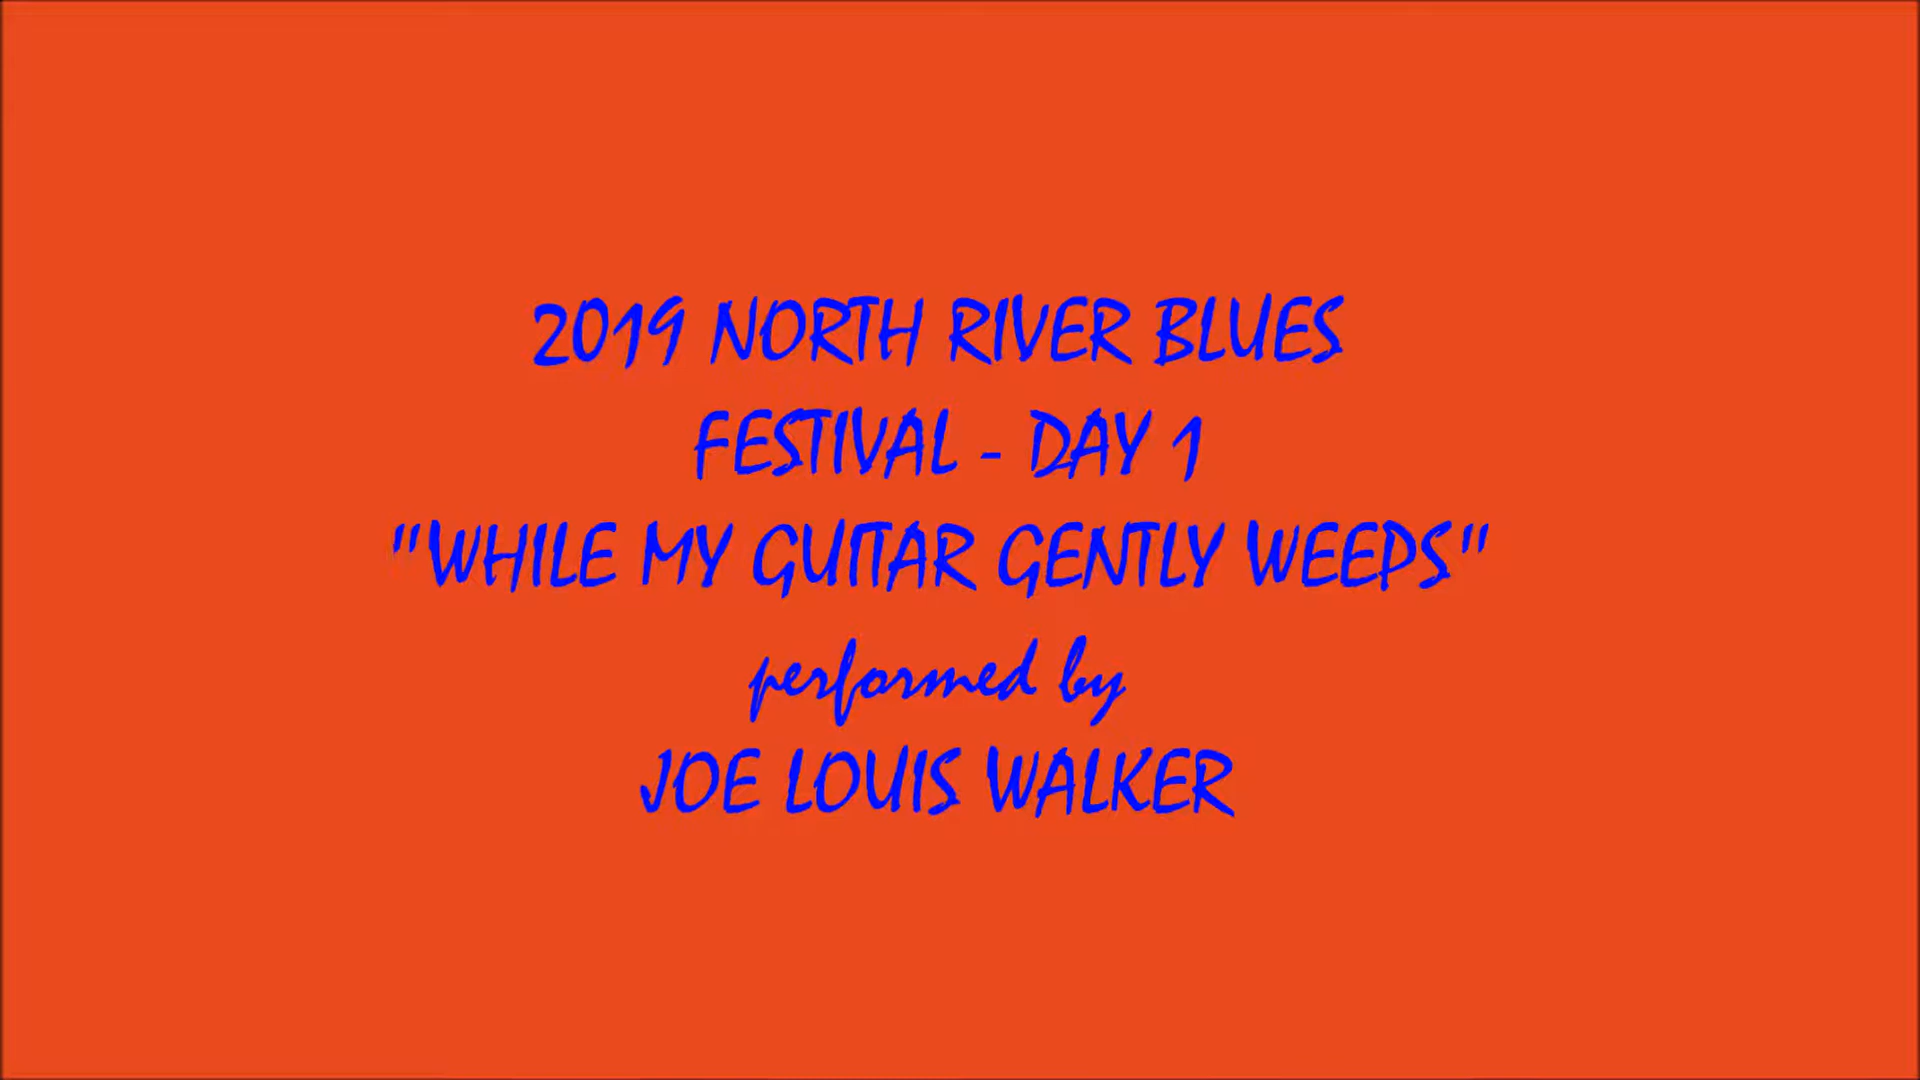 2019 NORTH RIVER BLUES
FESTIVAL - DAY 1
"WHILE MY GUITAR GENTLY WEEPS"
performed by
JOE LOUIS WALKER